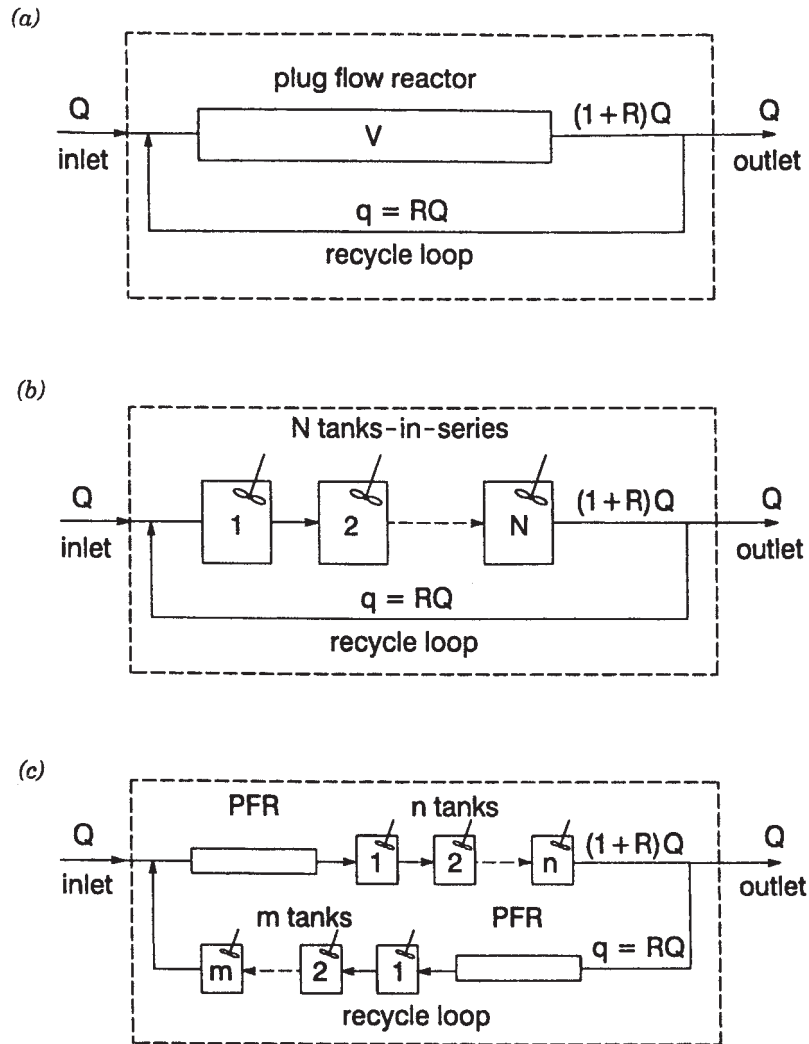 (a)
plug flow reactor
Q
inlet
V
(1+R)Q
Q
outlet
q = RQ
recycle loop
(b)
N tanks-in-series
Q
inlet
1
2
N
(1+R)Q
Q
outlet
q = RQ
recycle loop
(c)
PFR
n tanks
Q
inlet
1
2
n
(1+R)Q
Q
outlet
m tanks
PFR
m
2
1
q = RQ
recycle loop